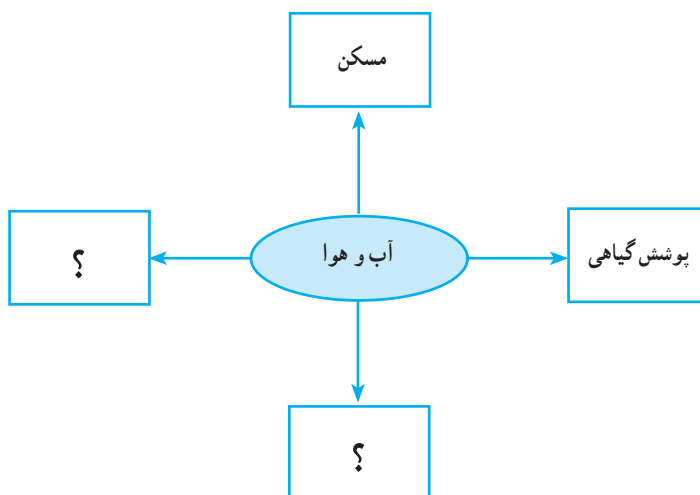 مسکن
پوشش گیاهی
آب و هوا
؟
؟